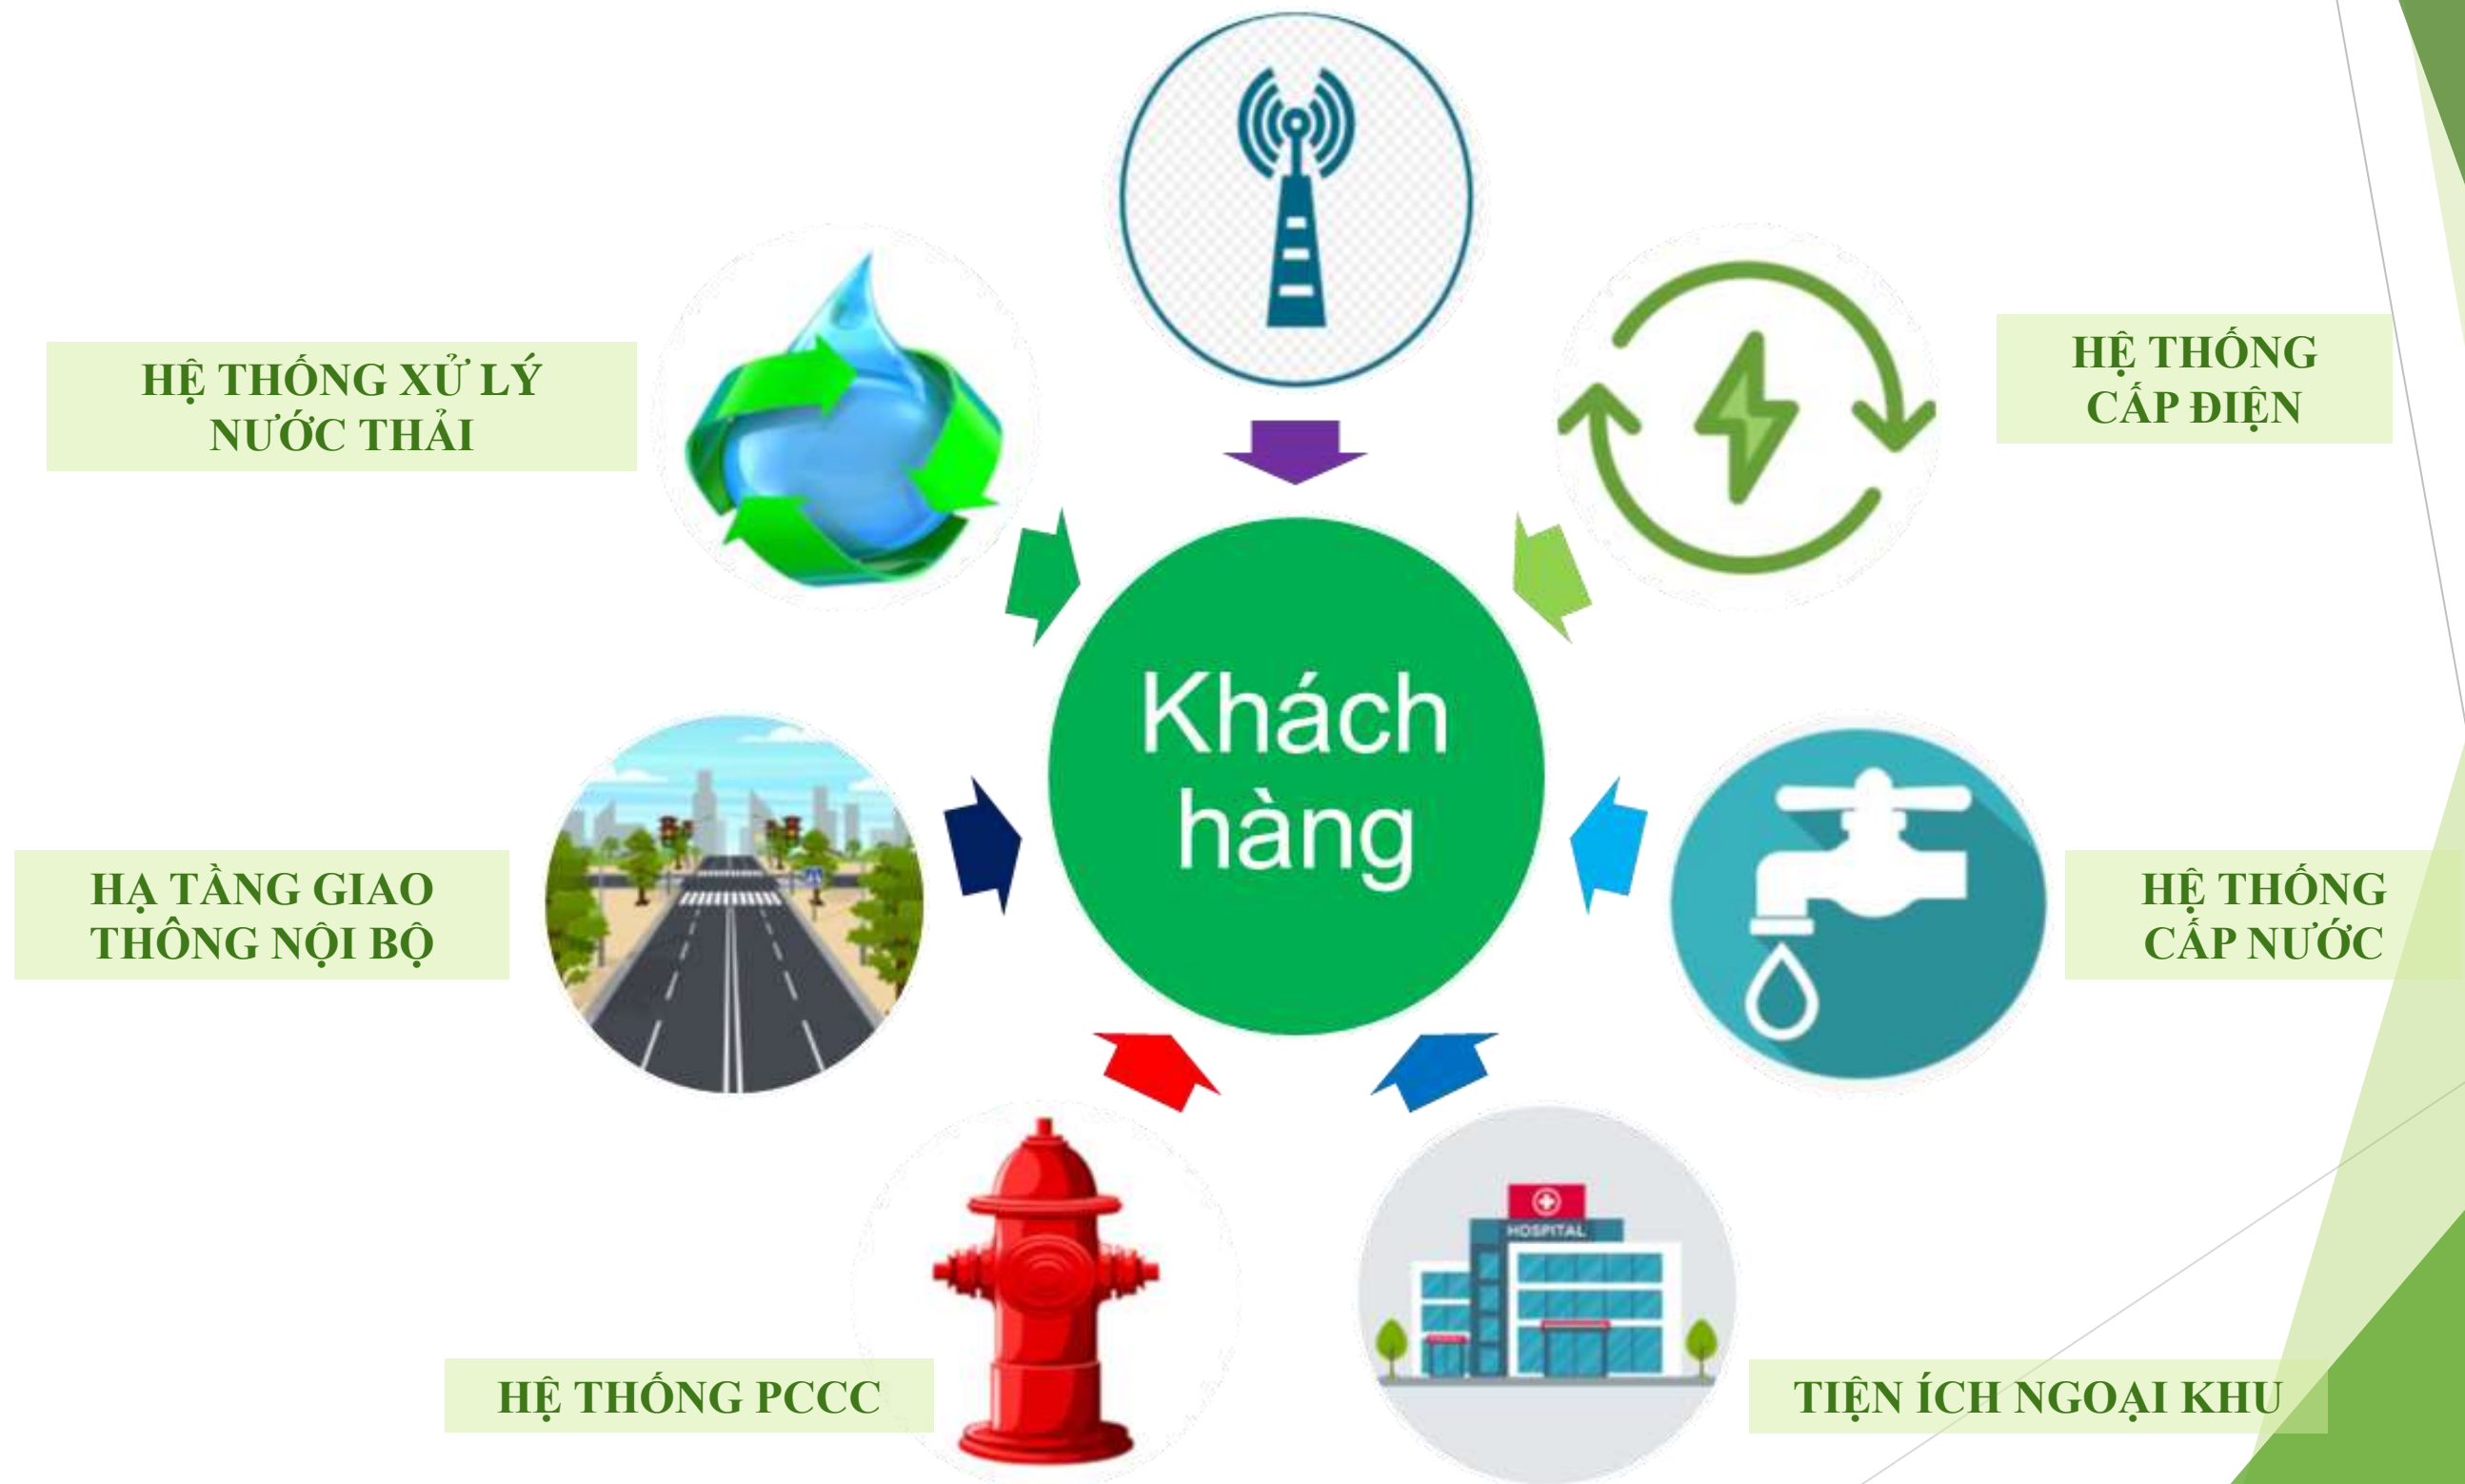 HỆ THỐNG XỬ LÝ
NƯỚC THẢI
HỆ THỐNG
CẤP ĐIỆN
Khách
hàng
HẠ TẦNG GIAO
THÔNG NỘI BỘ
HỆ THỐNG
CẤP NƯỚC
HOSPITAL
HỆ THỐNG PCCC
TIỆN ÍCH NGOẠI KHU